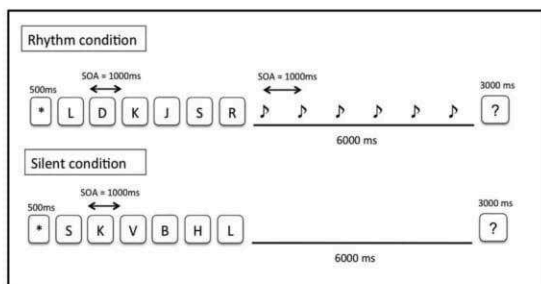 Rhythm condition
SOA = 1000ms SOA = 1000ms 3000 ms
500ms
* L D K J S R ?
6000 ms
Silent condition
SOA = 1000ms 3000 ms
500ms
* S K V B H L ?
6000 ms